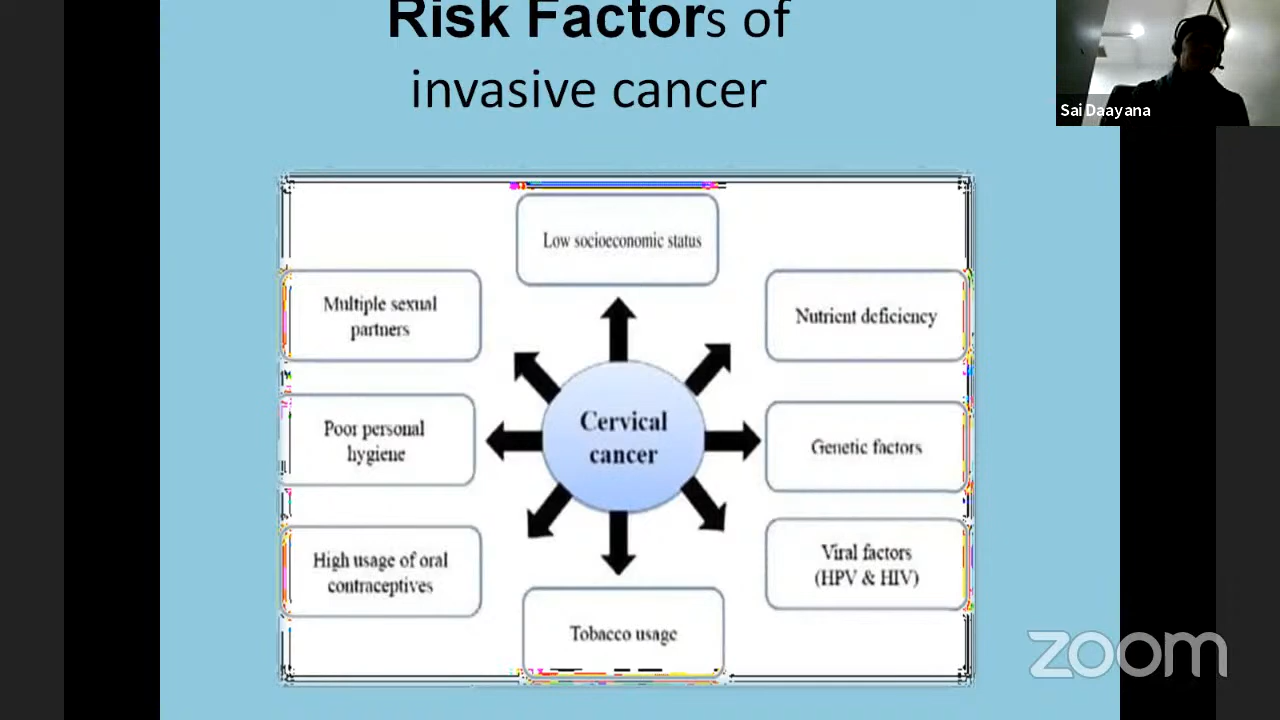 Risk Factors of
invasive cancer
Sai Daayana
Low socioeconomic status
Multiple sexual
partners
Nutrient deficiency
Cervical
cancer
Poor personal
hygiene
Genetic factors
High usage of oral
contraceptives
Viral factors
(HPV & HIV)
Tobacco usage
zoom